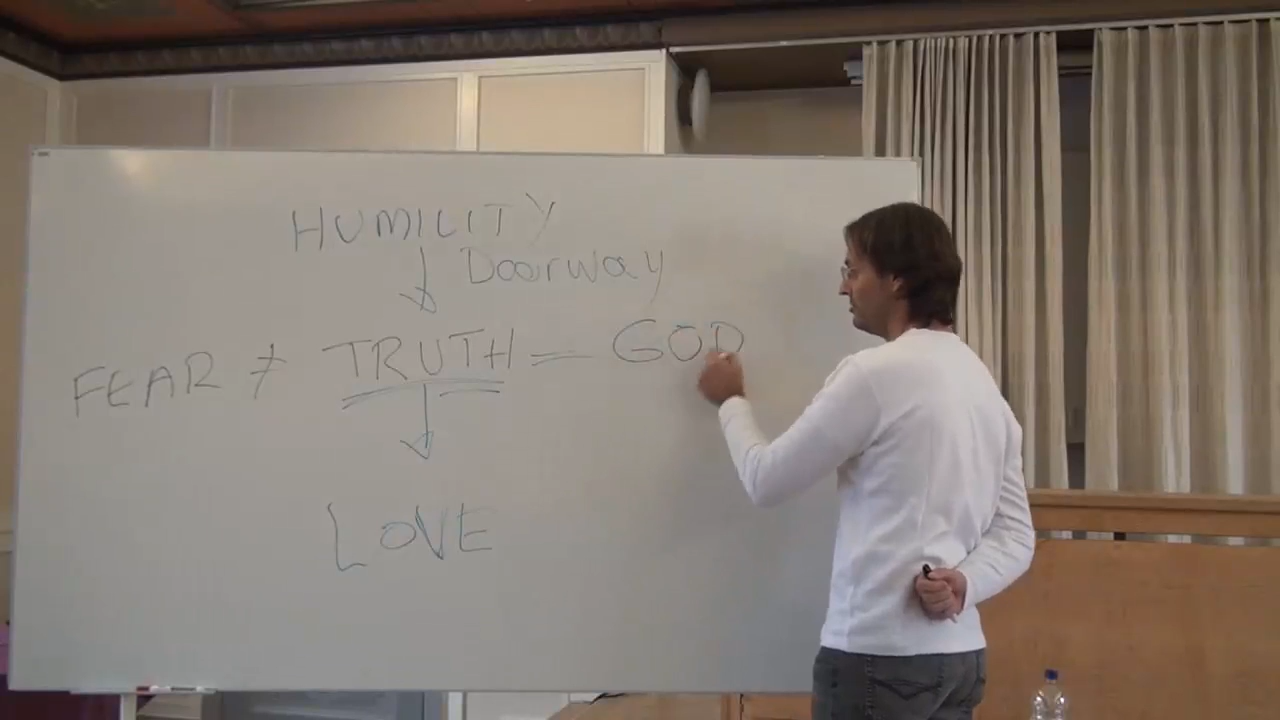 HUMILITY
↓ Doorway
FEAR ≠ TRUTH = GOD
↓
LOVE